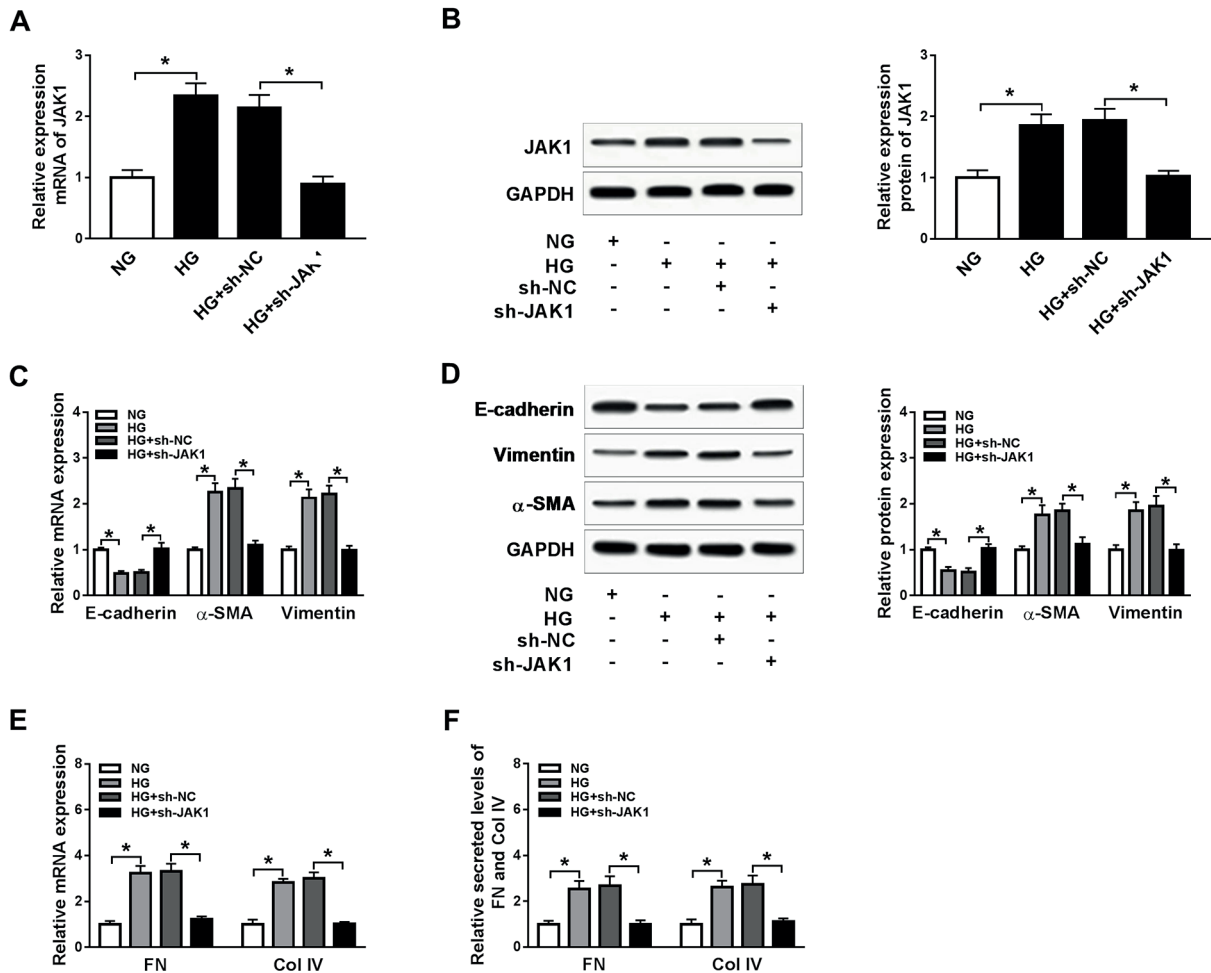 A
Relative expression
mRNA of JAK1
3
2
1
0
*
*
NG
HG
HG+sh-NC
HG+sh-JAK1
B
JAK1
GAPDH
NG + - - -
HG - + + +
sh-NC - - + -
sh-JAK1 - - - +
Relative expression
protein of JAK1
3
2
1
0
*
*
NG
HG
HG+sh-NC
HG+sh-JAK1
C
Relative mRNA expression
4
3
2
1
0
NG
HG
HG+sh-NC
HG+sh-JAK1
* * * * * *
E-cadherin α-SMA Vimentin
D
E-cadherin
Vimentin
α-SMA
GAPDH
NG + - - -
HG - + + +
sh-NC - - + -
sh-JAK1 - - - +
Relative protein expression
4
3
2
1
0
NG
HG
HG+sh-NC
HG+sh-JAK1
* * * * * *
E-cadherin α-SMA Vimentin
E
Relative mRNA expression
8
6
4
2
0
NG
HG
HG+sh-NC
HG+sh-JAK1
* * * *
FN Col IV
F
Relative secreted levels of
FN and Col IV
8
6
4
2
0
NG
HG
HG+sh-NC
HG+sh-JAK1
* * * *
FN Col IV